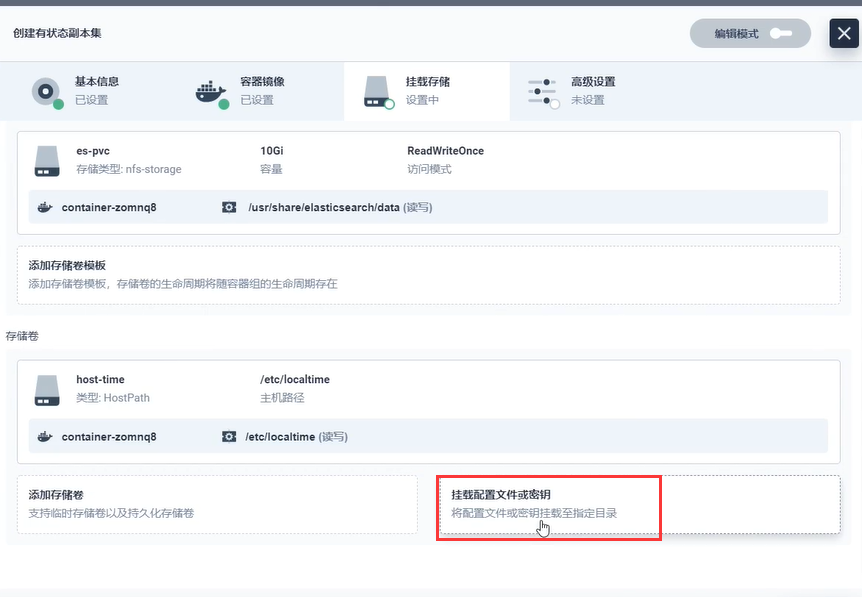 创建有状态副本集
编辑模式
基本信息
已设置
容器镜像
已设置
挂载存储
设置中
高级设置
未设置
es-pvc
存储类型: nfs-storage
10Gi
容量
ReadWriteOnce
访问模式
container-zomnq8
/usr/share/elasticsearch/data (读写)
添加存储卷模板
添加存储卷模板，存储卷的生命周期将随容器组的生命周期存在
存储卷
host-time
类型: HostPath
/etc/localtime
主机路径
container-zomnq8
/etc/localtime (读写)
添加存储卷
支持临时存储卷以及持久化存储卷
挂载配置文件或密钥
将配置文件或密钥挂载至指定目录